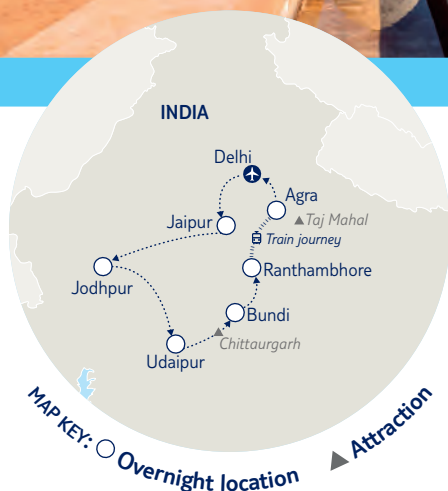 INDIA
Delhi
Agra
Taj Mahal
Jaipur
Train journey
Jodhpur
Ranthambhore
Bundi
Udaipur
Chittaurgarh
MAP KEY: Overnight location Attraction